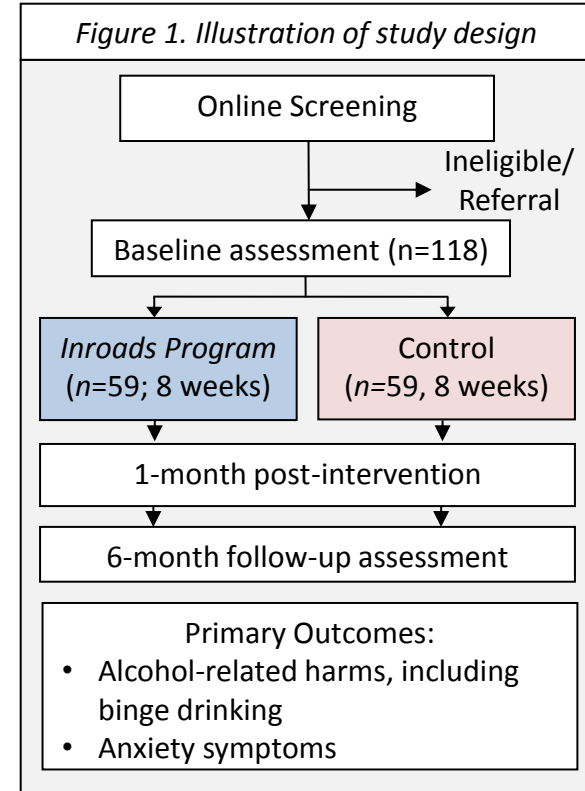 Figure 1. Illustration of study design
Online Screening
Ineligible/
Referral
Baseline assessment (n=118)
Inroads Program
(n=59; 8 weeks)
Control
(n=59, 8 weeks)
1-month post-intervention
6-month follow-up assessment
Primary Outcomes:
• Alcohol-related harms, including
binge drinking
• Anxiety symptoms